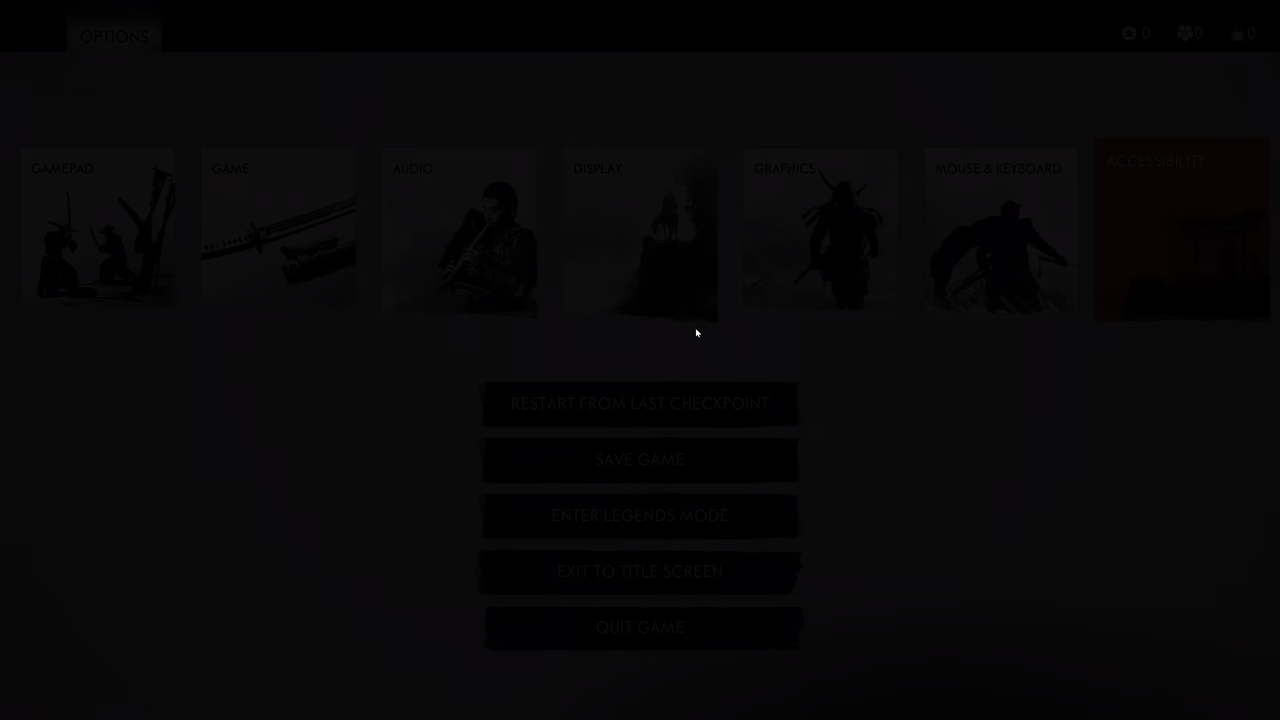 OPTIONS
0 0 0
GAMEPAD
GAME
AUDIO
DISPLAY
GRAPHICS
MOUSE & KEYBOARD
ACCESSIBILITY
RESTART FROM LAST CHECKPOINT
SAVE GAME
ENTER LEGENDS MODE
EXIT TO TITLE SCREEN
QUIT GAME